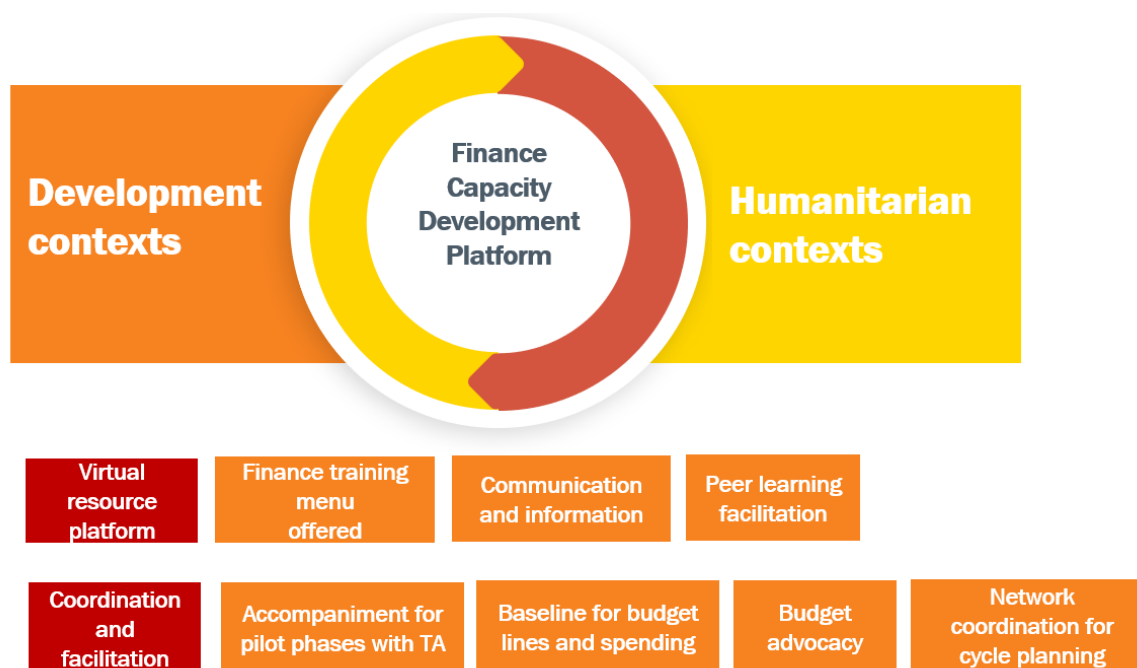 Development
contexts
Finance
Capacity
Development
Platform
Humanitarian
contexts
Virtual
resource
platform
Finance training
menu
offered
Communication
and information
Peer learning
facilitation
Coordination
and
facilitation
Accompaniment for
pilot phases with TA
Baseline for budget
lines and spending
Budget
advocacy
Network
coordination for
cycle planning